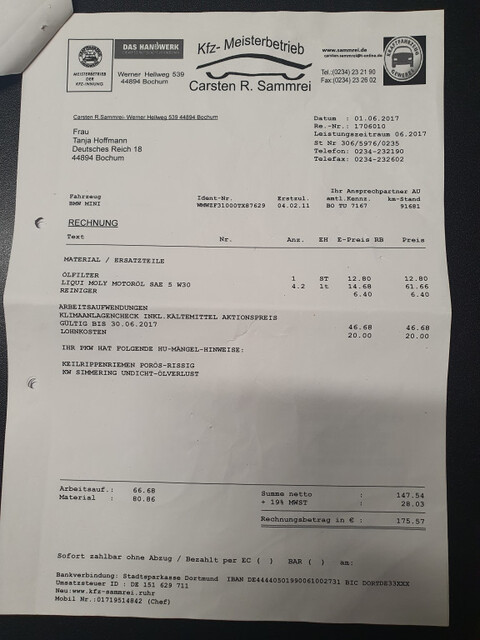 DAS HANDWERK
MEISTERBETRIEB
DER
KFZ-INNUNG
Werner Hellweg 539
44894 Bochum
Kfz- Meisterbetrieb
Carsten R. Sammrei
www.sammrei.de
carsten.sammrei@t-online.de
Tel.:(0234) 23 21 90
Fax:(0234) 23 26 02
KRAFTFAHRZEUG
GEWERBE
Carsten R.Sammrei- Werner Hellweg 539 44894 Bochum
Frau
Tanja Hoffmann
Deutsches Reich 18
44894 Bochum
Datum : 01.06.2017
Re.-Nr.: 1706010
Leistungszeitraum 06.2017
St Nr 306/5976/0235
Telefon: 0234-232190
Telefax: 0234-232602
Ihr Ansprechpartner AU
Fahrzeug Ident-Nr. Erstzul. amtl.Kennz. km-Stand
BMW MINI WMWZF31000TX87629 04.02.11 BO TU 7167 91681
RECHNUNG
Text Nr. Anz. EH E-Preis RB Preis
MATERIAL / ERSATZTEILE
ÖLFILTER 1 ST 12.80 12.80
LIQUI MOLY MOTORÖL SAE 5 W30 4.2 lt 14.68 61.66
REINIGER 6.40 6.40
ARBEITSAUFWENDUNGEN
KLIMAANLAGENCHECK INKL.KÄLTEMITTEL AKTIONSPREIS
GÜLTIG BIS 30.06.2017 46.68 46.68
LOHNKOSTEN 20.00 20.00
IHR PKW HAT FOLGENDE HU-MÄNGEL-HINWEISE:
KEILRIPPENRIEMEN PORÖS-RISSIG
KW SIMMERING UNDICHT-ÖLVERLUST
Arbeitsauf.: 66.68
Material : 80.86
Summe netto : 147.54
+ 19% MWST : 28.03
Rechnungsbetrag in € : 175.57
Sofort zahlbar ohne Abzug / Bezahlt per EC ( ) BAR ( ) am:
Bankverbindung: Stadtsparkasse Dortmund IBAN DE44440501990061002731 BIC DORTDE33XXX
Umsatzsteuer ID : DE 151 629 711
Neu:www.kfz-sammrei.ruhr
Mobil Nr.:01719514842 (Chef)